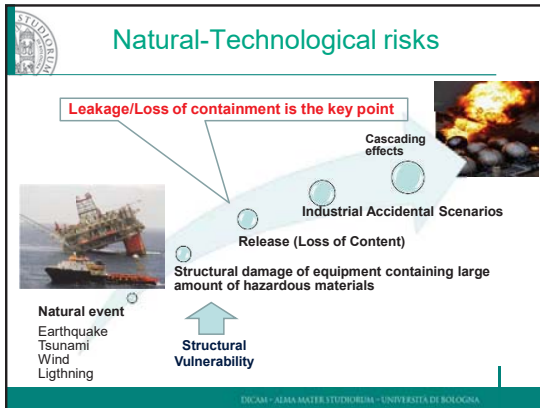 STUDIORUM
Natural-Technological risks
Leakage/Loss of containment is the key point
Cascading
effects
Industrial Accidental Scenarios
Release (Loss of Content)
Structural damage of equipment containing large
amount of hazardous materials
Natural event
Earthquake
Tsunami
Wind
Ligthning
Structural
Vulnerability
DICAM - ALMA MATER STUDIORUM - UNIVERSITÀ DI BOLOGNA